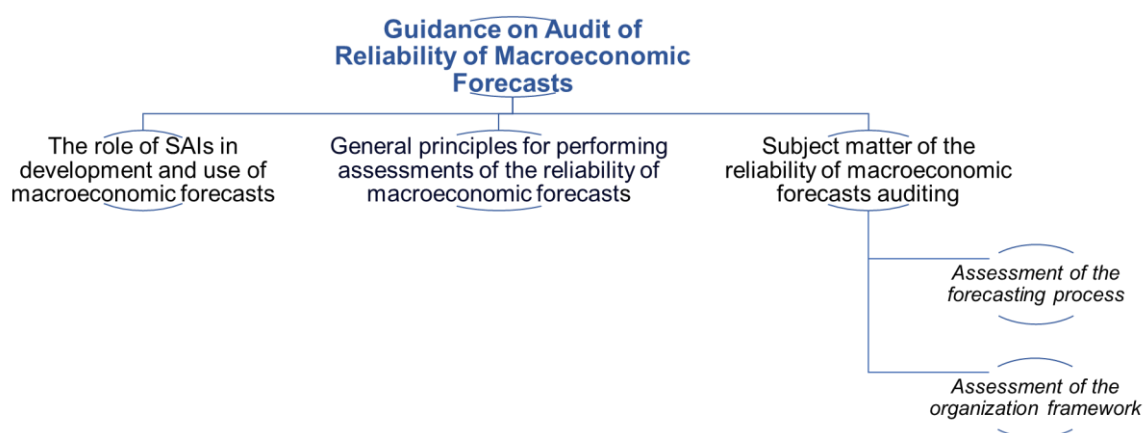 Guidance on Audit of
Reliability of Macroeconomic
Forecasts
The role of SAIs in
development and use of
macroeconomic forecasts
General principles for performing
assessments of the reliability of
macroeconomic forecasts
Subject matter of the
reliability of macroeconomic
forecasts auditing
Assessment of the
forecasting process
Assessment of the
organization framework